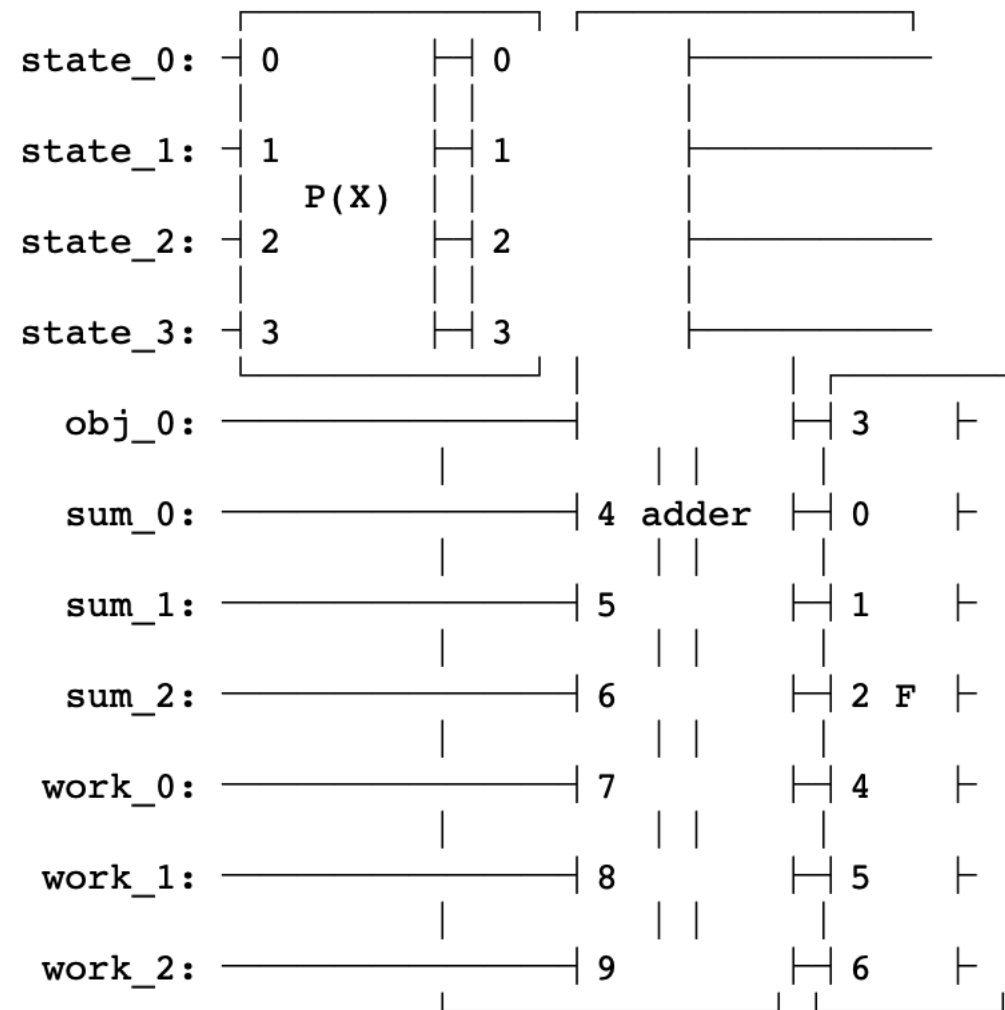 state_0: 0 0
state_1: 1 1
P(X)
state_2: 2 2
state_3: 3 3
obj_0: 3
sum_0: 4 adder 0
sum_1: 5 1
sum_2: 6 2 F
work_0: 7 4
work_1: 8 5
work_2: 9 6